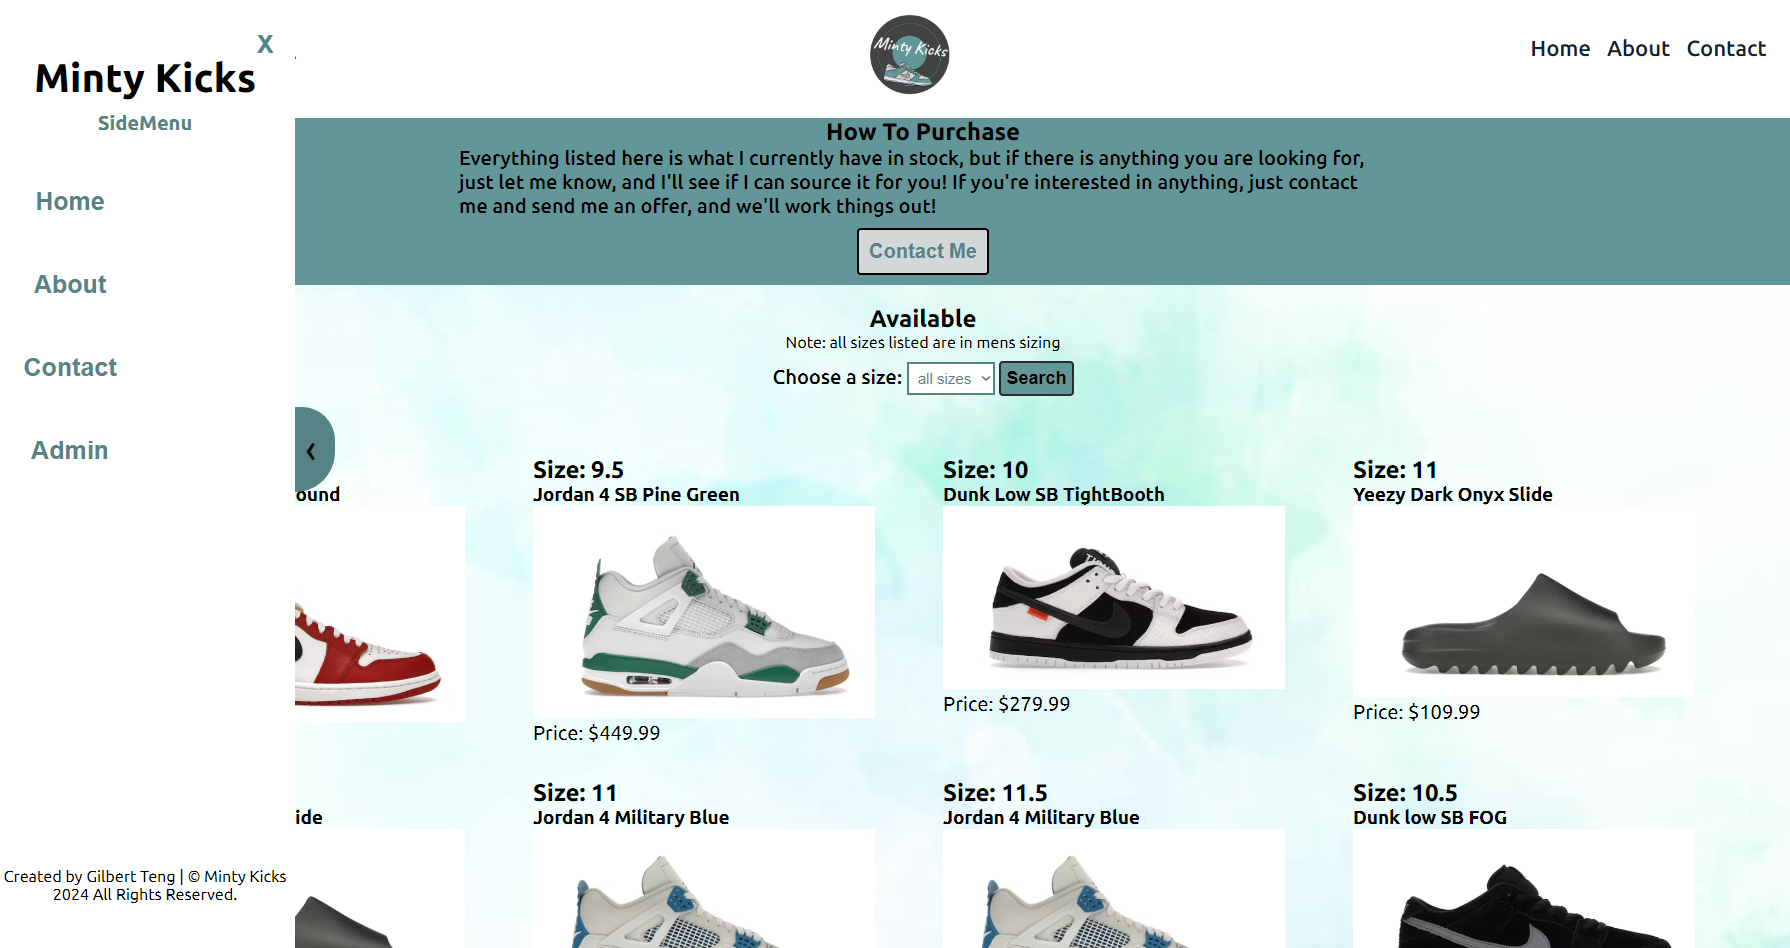 X
Minty Kicks
SideMenu
Home
About
Contact
Admin
Created by Gilbert Teng | © Minty Kicks
2024 All Rights Reserved.
Minty Kicks
Home About Contact
How To Purchase
Everything listed here is what I currently have in stock, but if there is anything you are looking for,
just let me know, and I'll see if I can source it for you! If you're interested in anything, just contact
me and send me an offer, and we'll work things out!
Contact Me
Available
Note: all sizes listed are in mens sizing
Choose a size: all sizes Search
‹
ound
Size: 9.5
Jordan 4 SB Pine Green
Price: $449.99
Size: 10
Dunk Low SB TightBooth
Price: $279.99
Size: 11
Yeezy Dark Onyx Slide
Price: $109.99
ide
Size: 11
Jordan 4 Military Blue
Size: 11.5
Jordan 4 Military Blue
Size: 10.5
Dunk low SB FOG